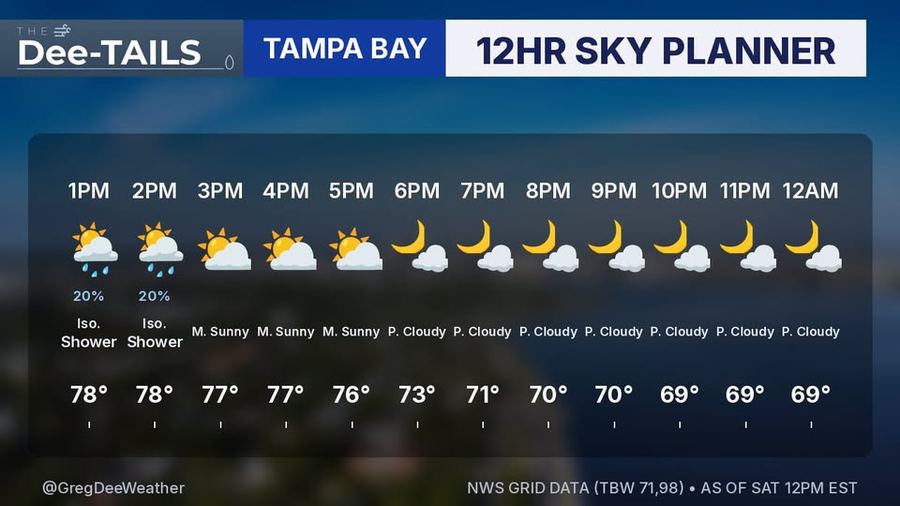 THE
Dee-TAILS
TAMPA BAY
12HR SKY PLANNER
1PM 2PM 3PM 4PM 5PM 6PM 7PM 8PM 9PM 10PM 11PM 12AM
20% 20%
Iso. Shower Iso. Shower M. Sunny M. Sunny M. Sunny P. Cloudy P. Cloudy P. Cloudy P. Cloudy P. Cloudy P. Cloudy P. Cloudy
78° 78° 77° 77° 76° 73° 71° 70° 70° 69° 69° 69°
@GregDeeWeather
NWS GRID DATA (TBW 71,98) • AS OF SAT 12PM EST